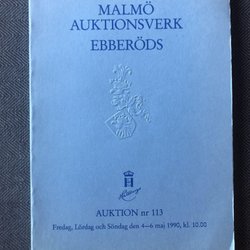 MALMÖ
AUKTIONSVERK
EBBERÖDS
AUKTION nr 113
Fredag, Lördag och Söndag den 4–6 maj 1990, kl. 10.00